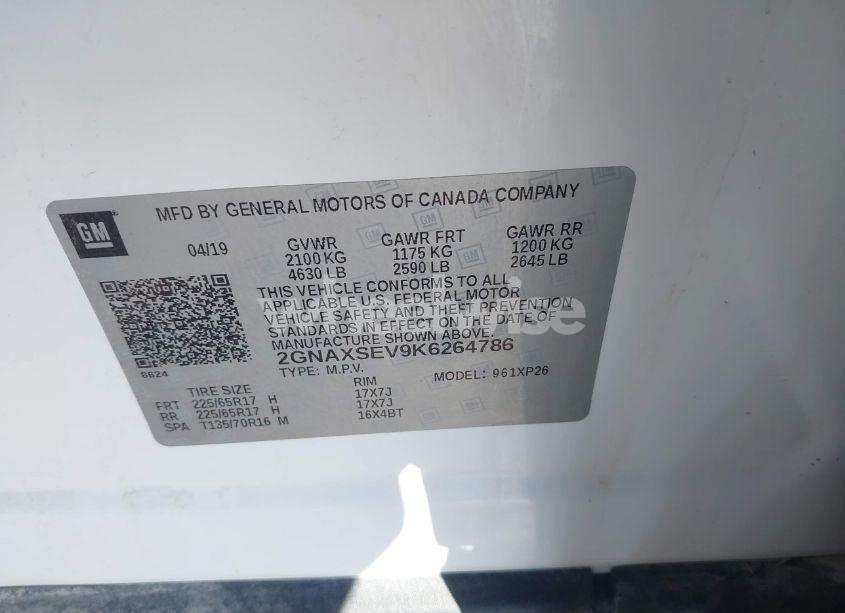 MFD BY GENERAL MOTORS OF CANADA COMPANY
GM
04/19 GVWR GAWR FRT GAWR RR
2100 KG 1175 KG 1200 KG
4630 LB 2590 LB 2645 LB
THIS VEHICLE CONFORMS TO ALL
APPLICABLE U.S. FEDERAL MOTOR
VEHICLE SAFETY AND THEFT PREVENTION
STANDARDS IN EFFECT ON THE DATE OF
MANUFACTURE SHOWN ABOVE.
2GNAXSEV9K6264786
8624
TYPE: M.P.V. MODEL: 961XP26
TIRE SIZE RIM
FRT 225/65R17 H 17X7J
RR 225/65R17 H 17X7J
SPA T135/70R16 M 16X4BT